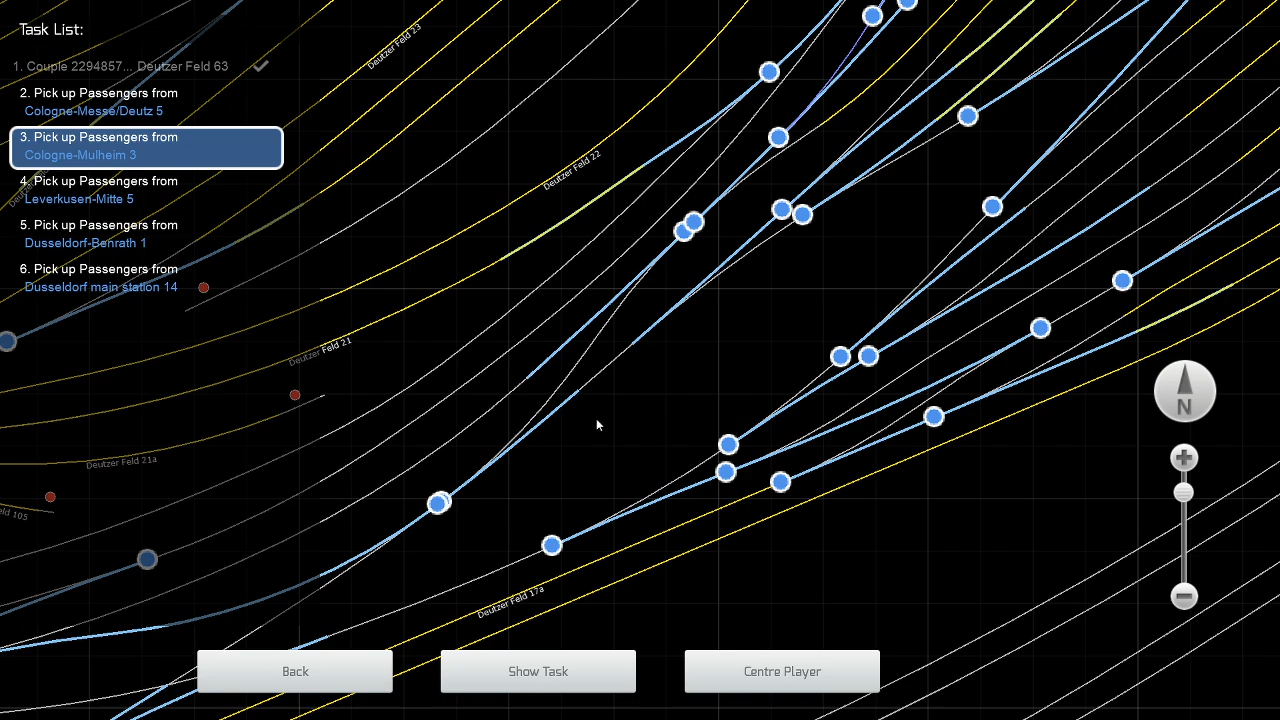 Task List:
1. Couple 2294857... Deutzer Feld 63
2. Pick up Passengers from
Cologne-Messe/Deutz 5
3. Pick up Passengers from
Cologne-Mulheim 3
4. Pick up Passengers from
Leverkusen-Mitte 5
5. Pick up Passengers from
Dusseldorf-Benrath 1
6. Pick up Passengers from
Dusseldorf main station 14
Deutzer Feld 23
Deutzer Feld 22
Deutzer Feld 21
Deutzer Feld 21a
105
Deutzer Feld 17a
N
Back
Show Task
Centre Player